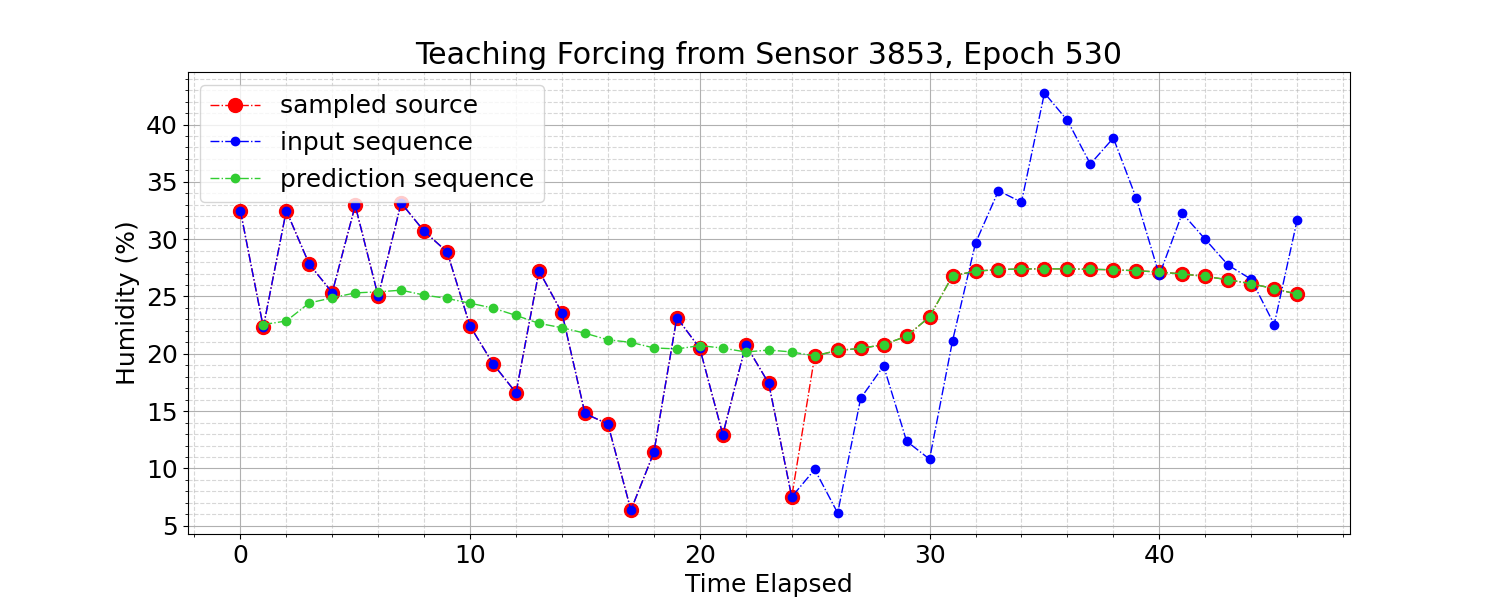 Teaching Forcing from Sensor 3853, Epoch 530
sampled source
input sequence
prediction sequence
Humidity (%)
40
35
30
25
20
15
10
5
0 10 20 30 40
Time Elapsed